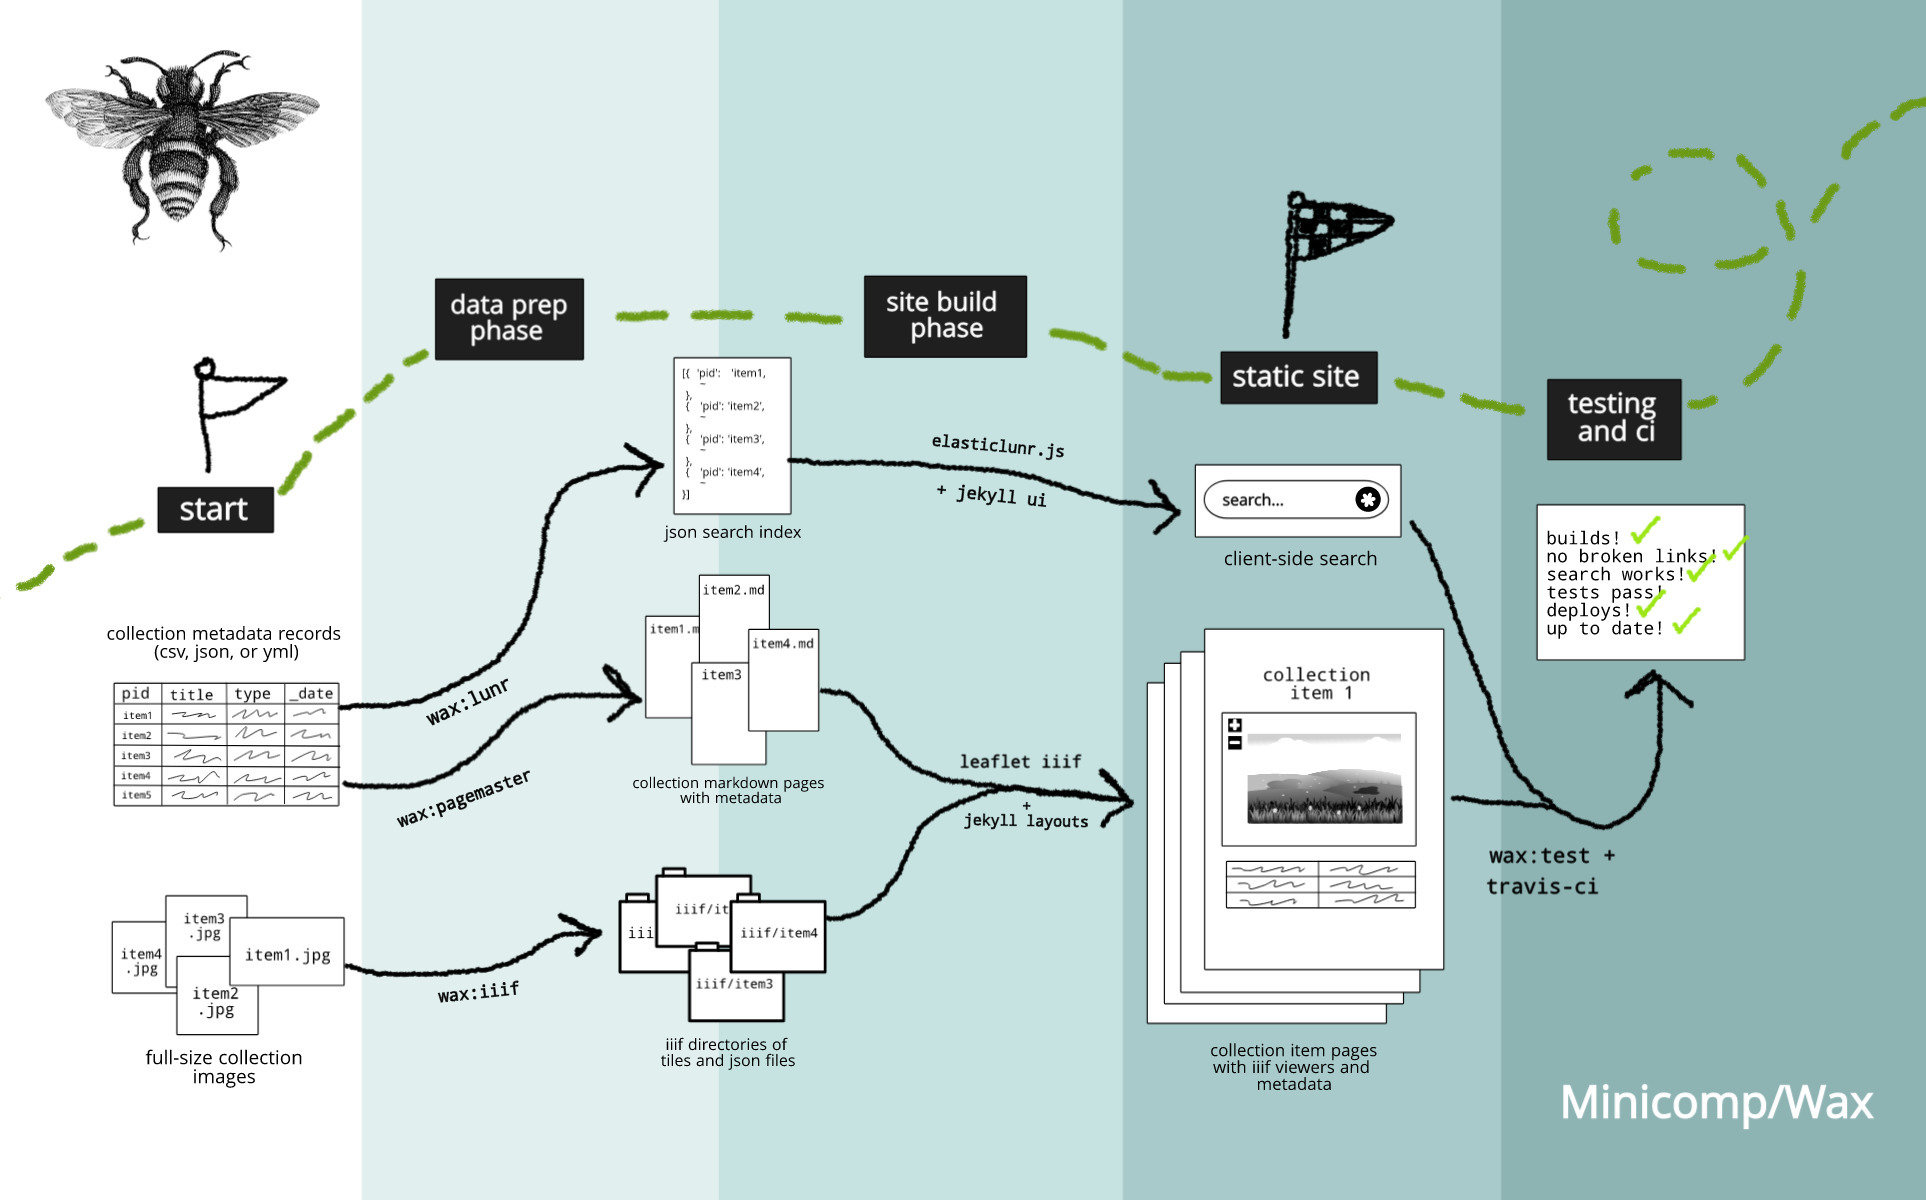 data prep
phase
site build
phase
static site
testing
and ci
start
collection metadata records
(csv, json, or yml)
pid title type _date
item1
item2
item3
item4
item5
item3
.jpg
item4
.jpg
item1.jpg
item2
.jpg
full-size collection
images
wax:lunr
wax:pagemaster
wax:iiif
[{ 'pid': 'item1,
~
},
{ 'pid': 'item2',
~
},
{ 'pid': 'item3',
~
},
{ 'pid': 'item4',
~
}]
json search index
item2.md
item1.m
item4.md
item3
collection markdown pages
with metadata
iiif/it
iii
iiif/item4
iiif/item3
iiif directories of
tiles and json files
elasticlunr.js
+ jekyll ui
leaflet iiif
+
jekyll layouts
search...
client-side search
collection
item 1
collection item pages
with iiif viewers and
metadata
builds!
no broken links!
search works!
tests pass!
deploys!
up to date!
wax:test +
travis-ci
Minicomp/Wax